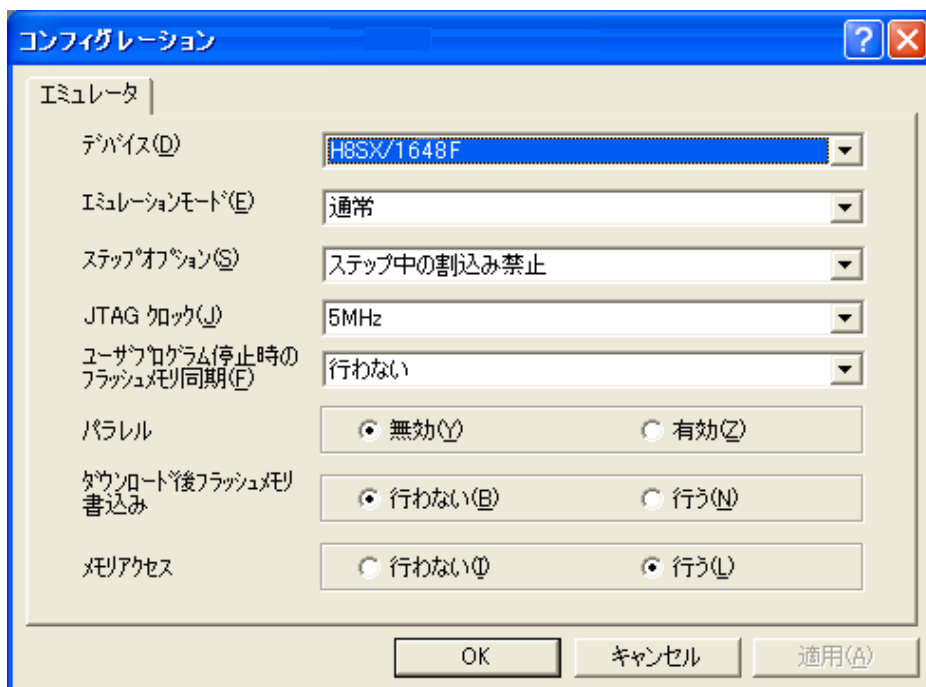 コンフィグレーション
エミュレータ
デバイス(D)
H8SX/1648F
エミュレーションモード(E)
通常
ステップオプション(S)
ステップ中の割込み禁止
JTAG クロック(J)
5MHz
ユーザプログラム停止時の
フラッシュメモリ同期(F)
行わない
パラレル
無効(Y)
有効(Z)
ダウンロード後フラッシュメモリ
書込み
行わない(B)
行う(N)
メモリアクセス
行わない(I)
行う(L)
OK
キャンセル
適用(A)